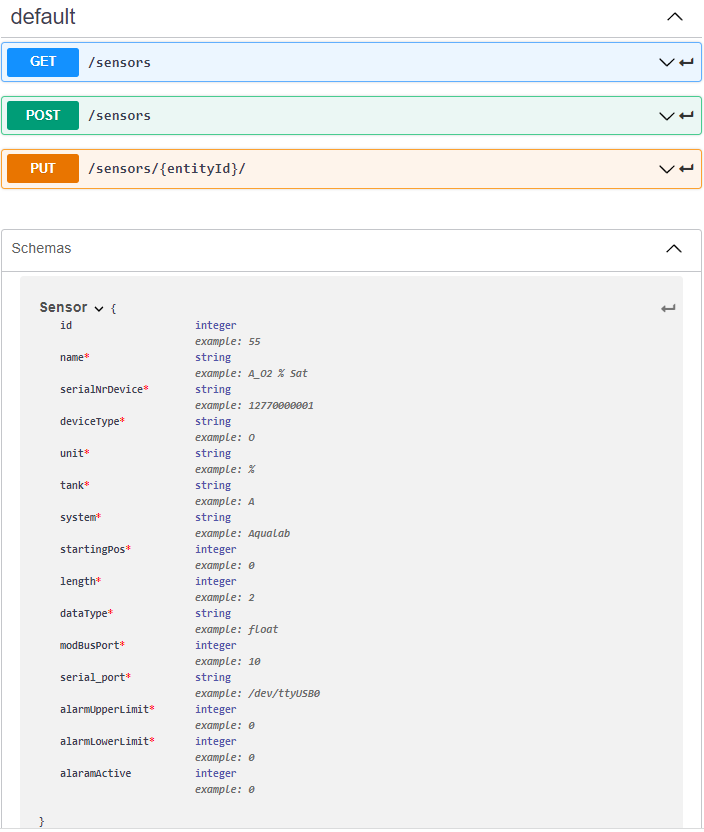 default
GET /sensors
POST /sensors
PUT /sensors/{entityId}/
Schemas
Sensor {
id integer
example: 55
name* string
example: A_O2 % Sat
serialNrDevice* string
example: 12770000001
deviceType* string
example: O
unit* string
example: %
tank* string
example: A
system* string
example: Aqualab
startingPos* integer
example: 0
length* integer
example: 2
dataType* string
example: float
modBusPort* integer
example: 10
serial_port* string
example: /dev/ttyUSB0
alarmUpperLimit* integer
example: 0
alarmLowerLimit* integer
example: 0
alaramActive integer
example: 0
}